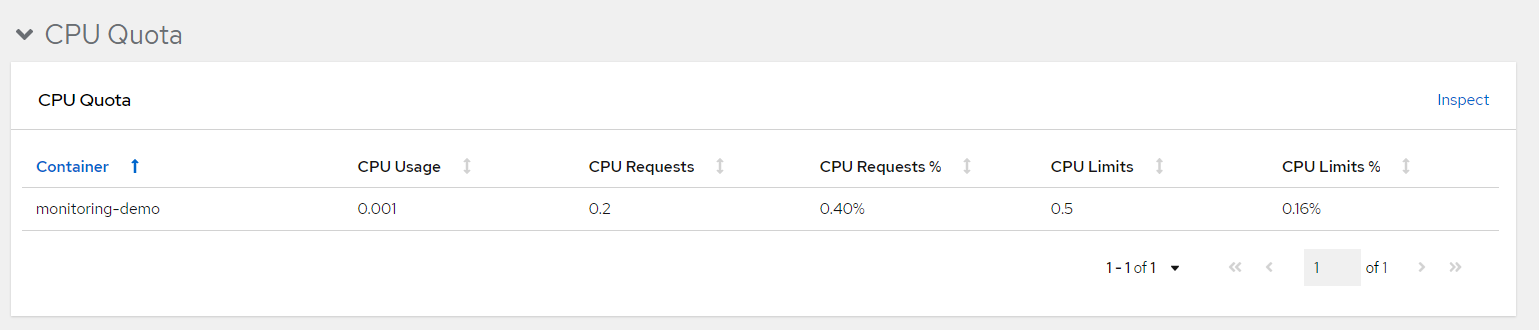 CPU Quota
CPU Quota Inspect
Container CPU Usage CPU Requests CPU Requests % CPU Limits CPU Limits %
monitoring-demo 0.001 0.2 0.40% 0.5 0.16%
1 - 1 of 1 1 of 1